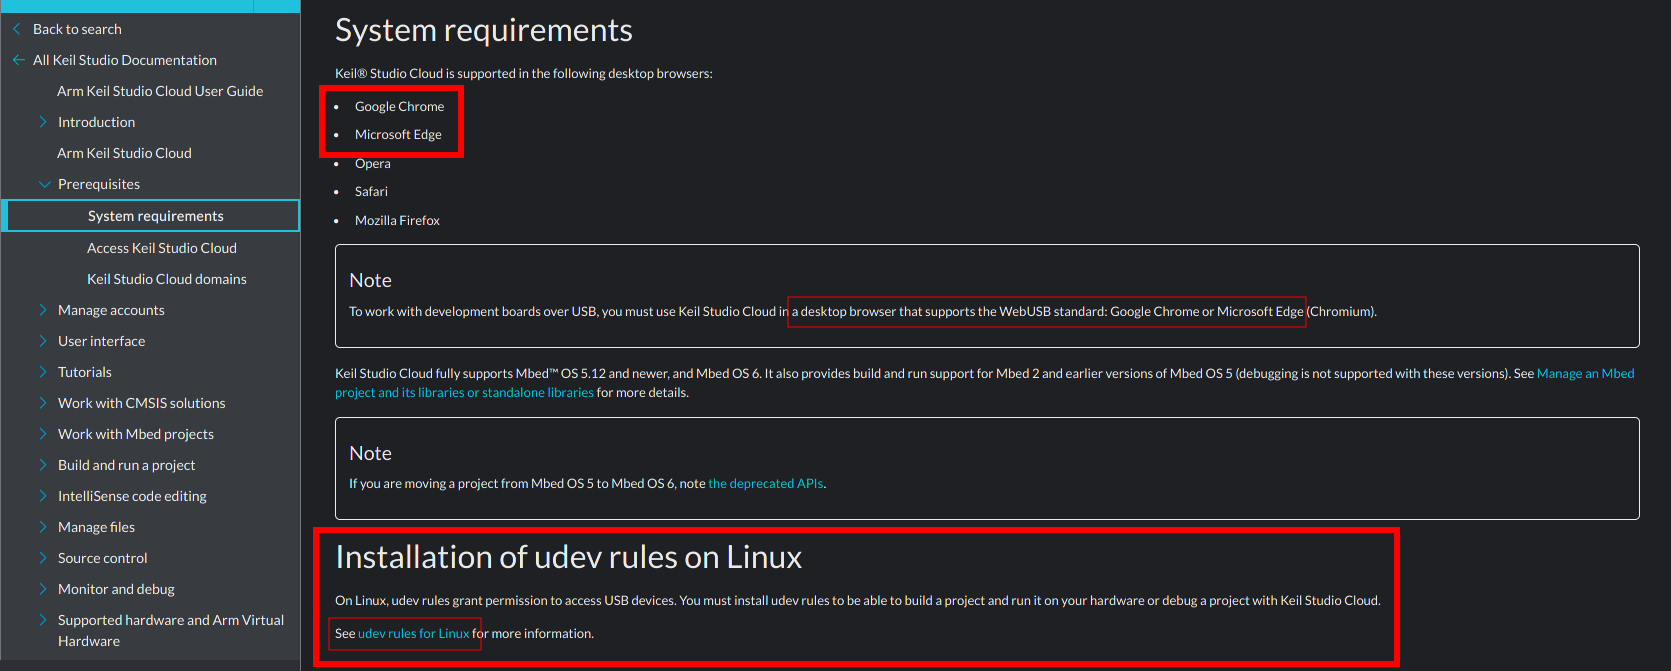 Back to search
All Keil Studio Documentation
Arm Keil Studio Cloud User Guide
Introduction
Arm Keil Studio Cloud
Prerequisites
System requirements
Access Keil Studio Cloud
Keil Studio Cloud domains
Manage accounts
User interface
Tutorials
Work with CMSIS solutions
Work with Mbed projects
Build and run a project
IntelliSense code editing
Manage files
Source control
Monitor and debug
Supported hardware and Arm Virtual
Hardware
System requirements
Keil® Studio Cloud is supported in the following desktop browsers:
• Google Chrome
• Microsoft Edge
• Opera
• Safari
• Mozilla Firefox
Note
To work with development boards over USB, you must use Keil Studio Cloud in a desktop browser that supports the WebUSB standard: Google Chrome or Microsoft Edge (Chromium).
Keil Studio Cloud fully supports Mbed™ OS 5.12 and newer, and Mbed OS 6. It also provides build and run support for Mbed 2 and earlier versions of Mbed OS 5 (debugging is not supported with these versions). See Manage an Mbed
project and its libraries or standalone libraries for more details.
Note
If you are moving a project from Mbed OS 5 to Mbed OS 6, note the deprecated APIs.
Installation of udev rules on Linux
On Linux, udev rules grant permission to access USB devices. You must install udev rules to be able to build a project and run it on your hardware or debug a project with Keil Studio Cloud.
See udev rules for Linux for more information.